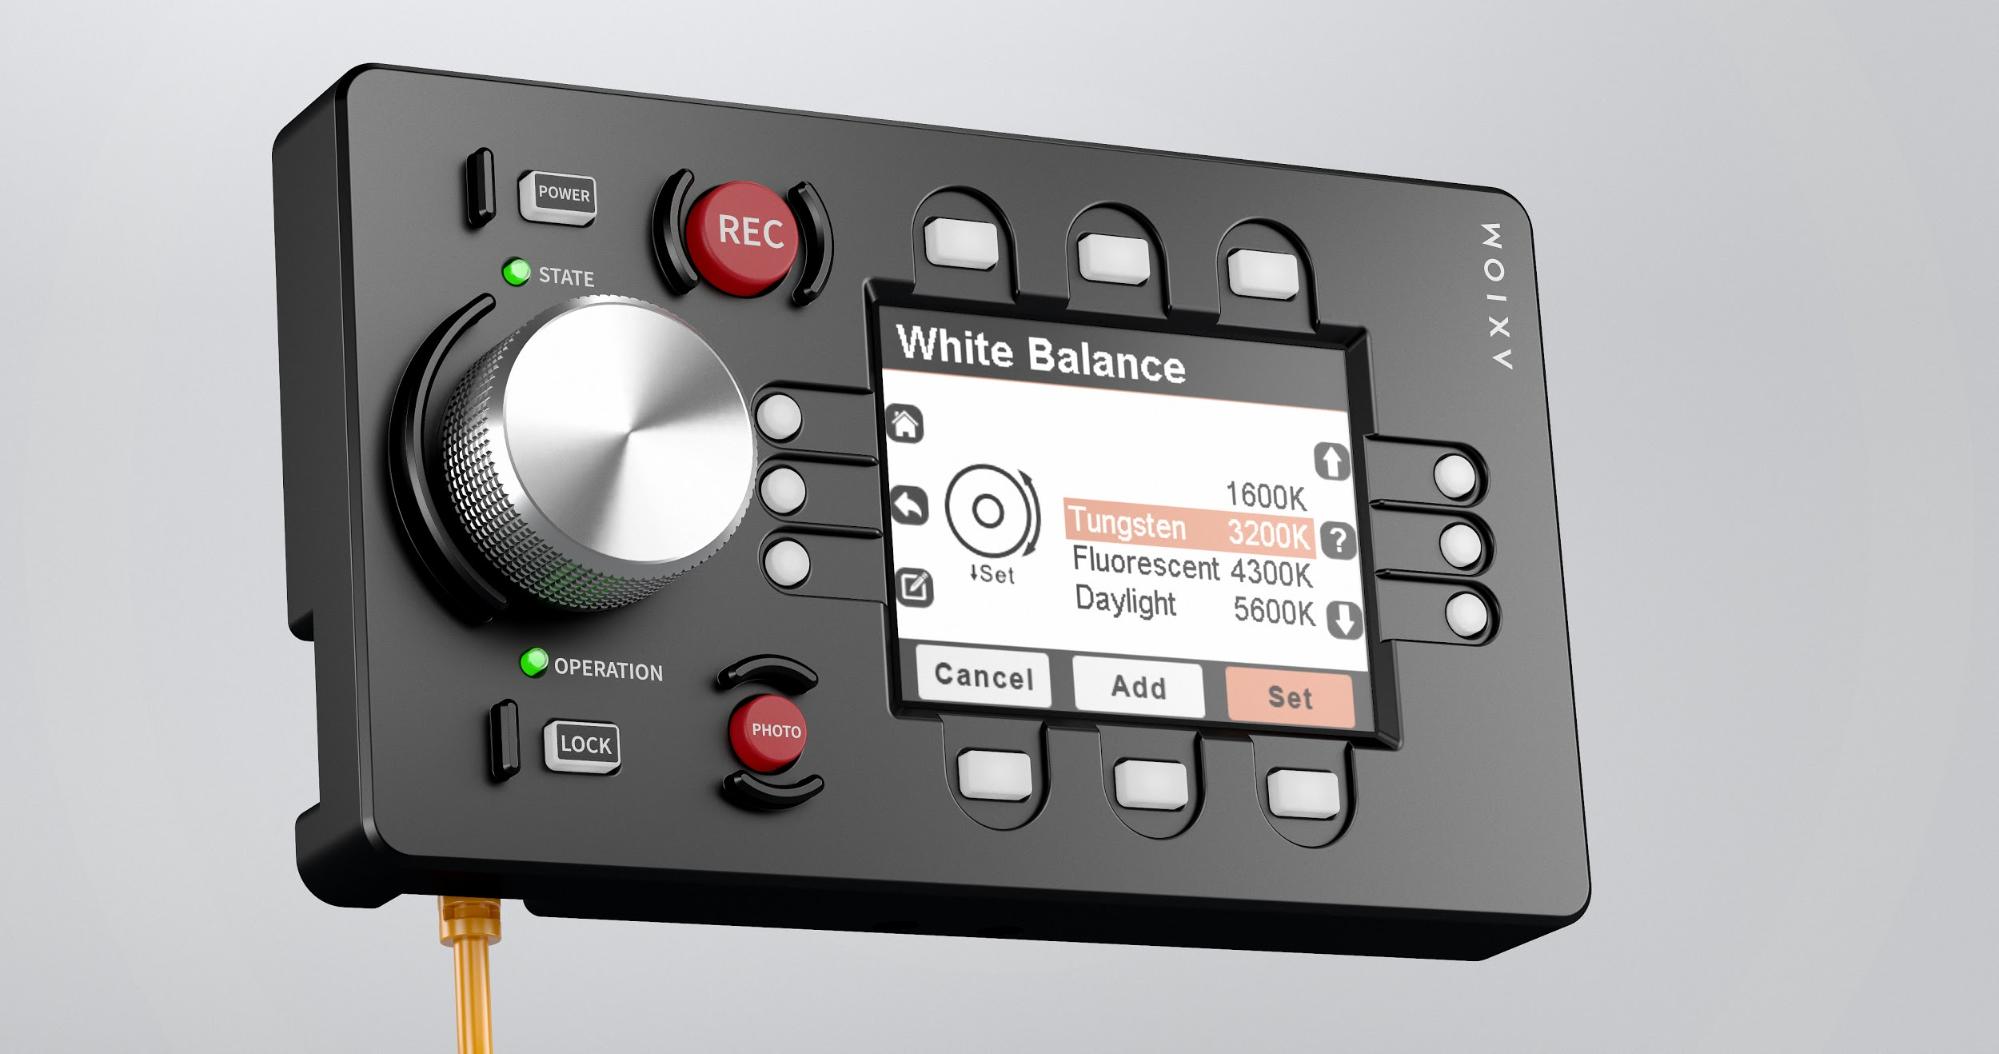 POWER
REC
STATE
AXIOM
White Balance
1600K
Tungsten 3200K
?
Fluorescent 4300K
↓Set
Daylight 5600K
Cancel Add Set
OPERATION
LOCK
PHOTO